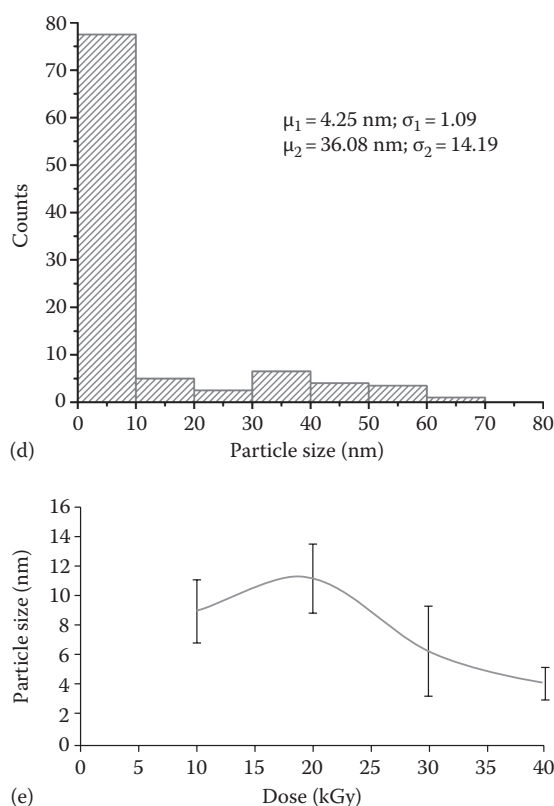 80
70
60
50
40
30
20
10
0
Counts
μ1 = 4.25 nm; σ1 = 1.09
μ2 = 36.08 nm; σ2 = 14.19
0 10 20 30 40 50 60 70 80
(d) Particle size (nm)
16
14
12
10
8
6
4
2
0
Particle size (nm)
0 5 10 15 20 25 30 35 40
(e) Dose (kGy)